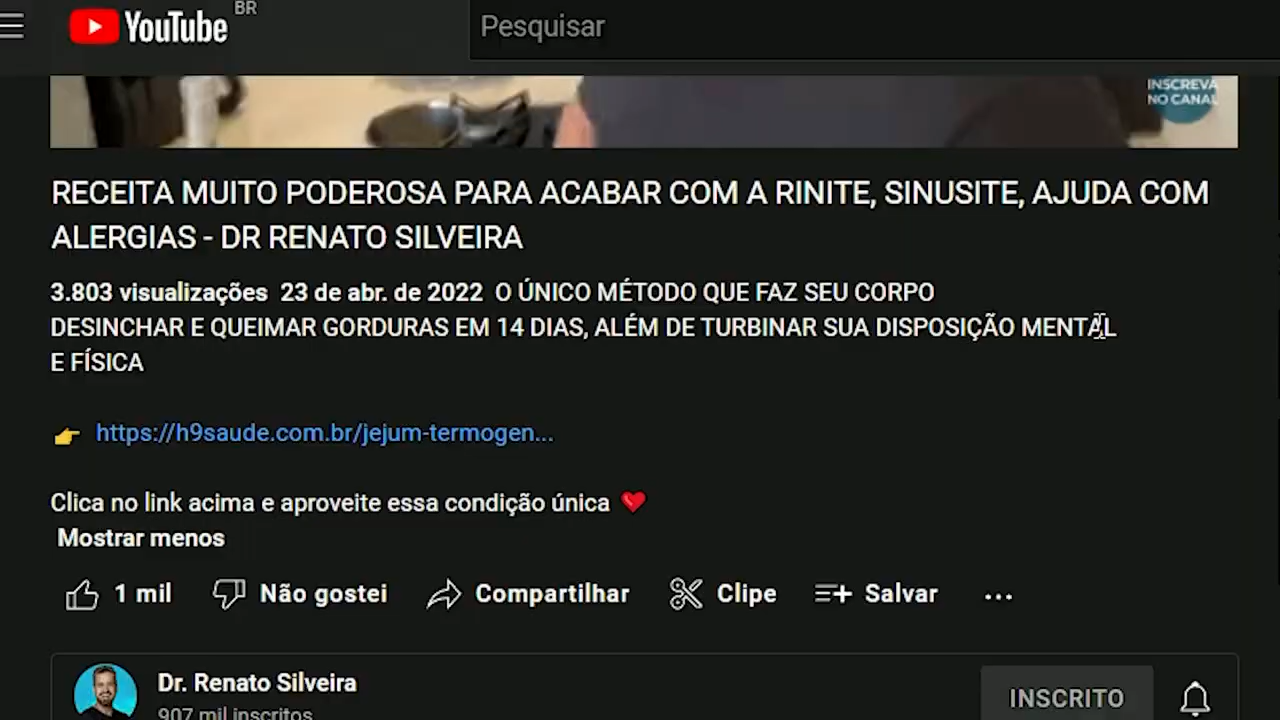 YouTube BR
Pesquisar
INSCREVA
NO CANAL
RECEITA MUITO PODEROSA PARA ACABAR COM A RINITE, SINUSITE, AJUDA COM
ALERGIAS - DR RENATO SILVEIRA
3.803 visualizações 23 de abr. de 2022 O ÚNICO MÉTODO QUE FAZ SEU CORPO
DESINCHAR E QUEIMAR GORDURAS EM 14 DIAS, ALÉM DE TURBINAR SUA DISPOSIÇÃO MENTAL
E FÍSICA
https://h9saude.com.br/jejum-termogen...
Clica no link acima e aproveite essa condição única
Mostrar menos
1 mil Não gostei Compartilhar Clipe Salvar ...
Dr. Renato Silveira
INSCRITO
907 mil inscritos